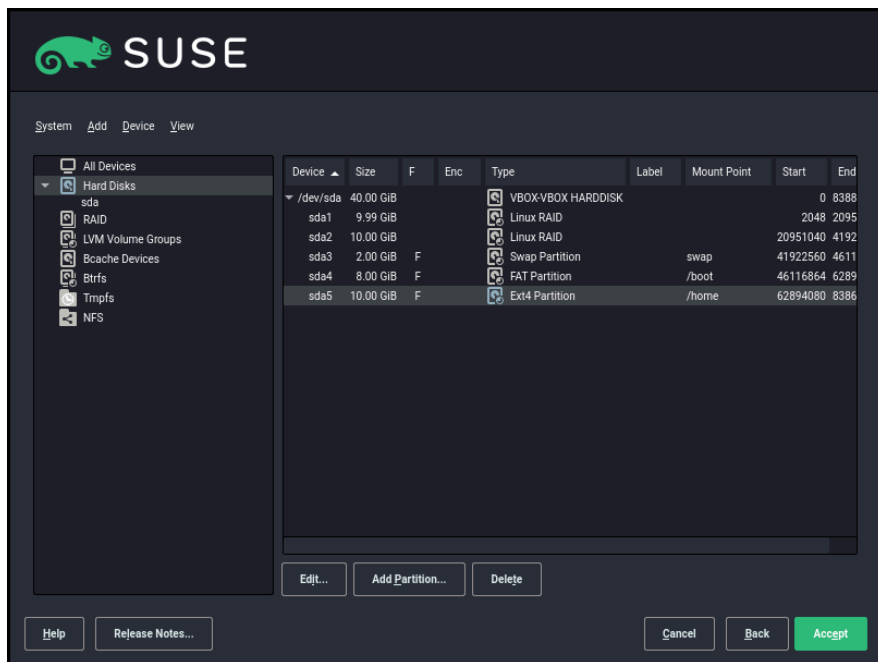 SUSE
System Add Device View
All Devices
Hard Disks
sda
RAID
LVM Volume Groups
Bcache Devices
Btrfs
Tmpfs
NFS
Device Size F Enc Type Label Mount Point Start End
/dev/sda 40.00 GiB VBOX-VBOX HARDDISK 0 8388
sda1 9.99 GiB Linux RAID 2048 2095
sda2 10.00 GiB Linux RAID 20951040 4192
sda3 2.00 GiB F Swap Partition swap 41922560 4611
sda4 8.00 GiB F FAT Partition /boot 46116864 6289
sda5 10.00 GiB F Ext4 Partition /home 62894080 8386
Edit... Add Partition... Delete
Help Release Notes... Cancel Back Accept